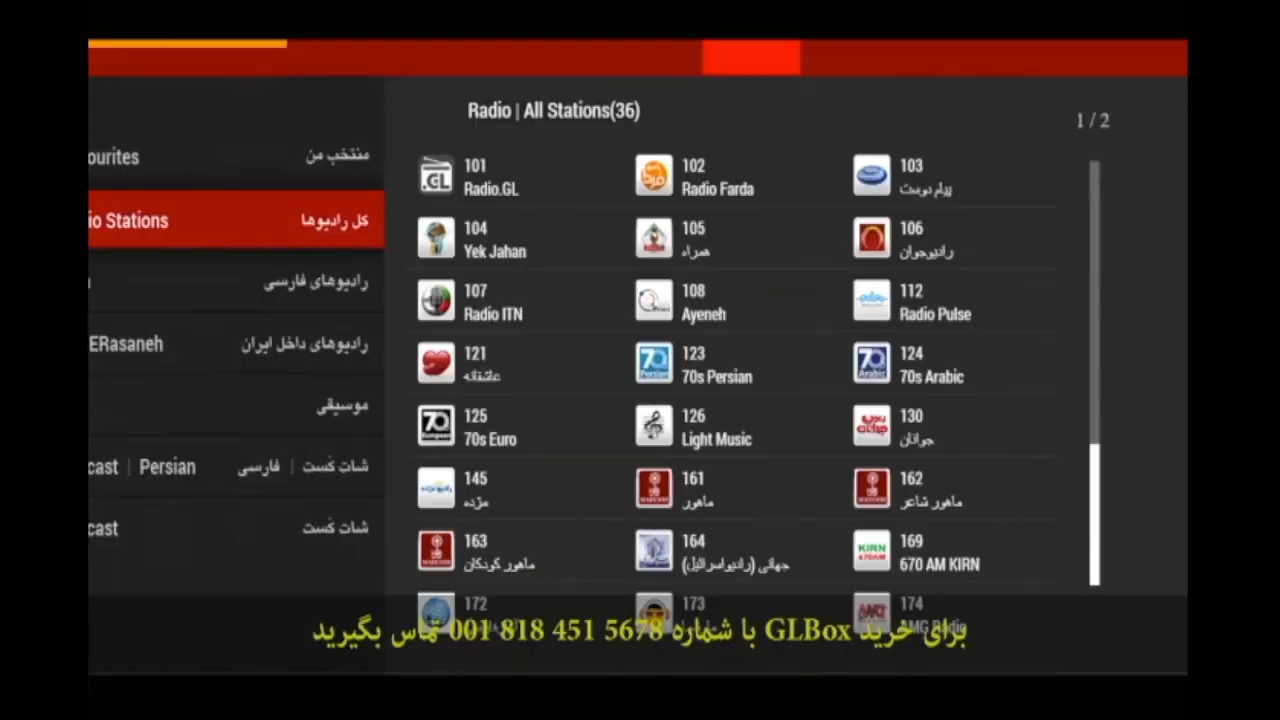 Radio | All Stations(36)
1 / 2
ourites منتخب من
io Stations کل رادیوها
رادیوهای فارسی
ERasaneh رادیوهای داخل ایران
موسیقی
cast | Persian شات کَست | فارسی
cast شات کَست
101
Radio.GL
102
Radio Farda
103
پیام دوست
104
Yek Jahan
105
همراه
106
رادیوجوان
107
Radio ITN
108
Ayeneh
112
Radio Pulse
121
عاشقانه
123
70s Persian
124
70s Arabic
125
70s Euro
126
Light Music
130
جوانان
145
مژده
161
ماهور
162
ماهور شاعر
163
ماهور کودکان
164
جهانی (رادیواسرائیل)
169
670 AM KIRN
172
173
174
AMG Radio
برای خرید GLBox با شماره 5678 451 818 001 تماس بگیرید